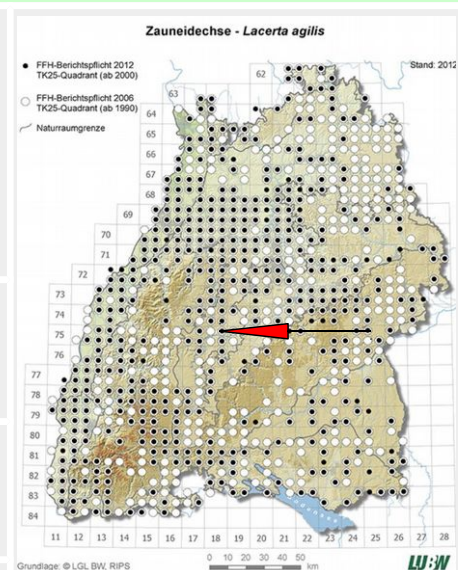 Zauneidechse - Lacerta agilis
FFH-Berichtspflicht 2012
TK25-Quadrant (ab 2000)
FFH-Berichtspflicht 2006
TK25-Quadrant (ab 1990)
Naturraumgrenze
Stand: 2012
62
63
64
65
66
67
68
69
70
71
72
73
74
75
76
77
78
79
80
81
82
83
84
11 12 13 14 15 16 17 18 19 20 21 22 23 24 25 26 27 28
Grundlage: © LGL BW, RIPS
0 10 20 30 40 50
km
LUBW